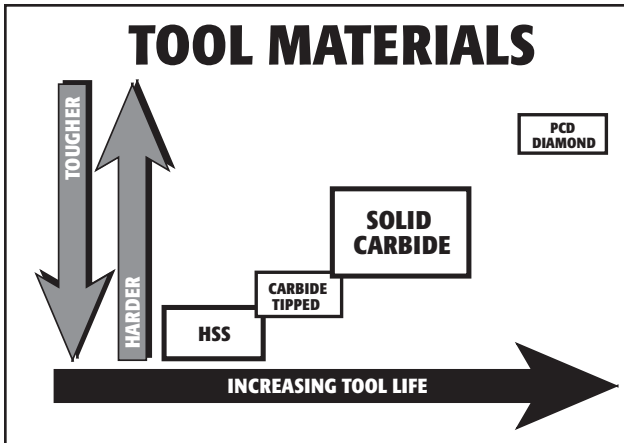 TOOL MATERIALS
TOUGHER
HARDER
PCD
DIAMOND
SOLID
CARBIDE
CARBIDE
TIPPED
HSS
INCREASING TOOL LIFE